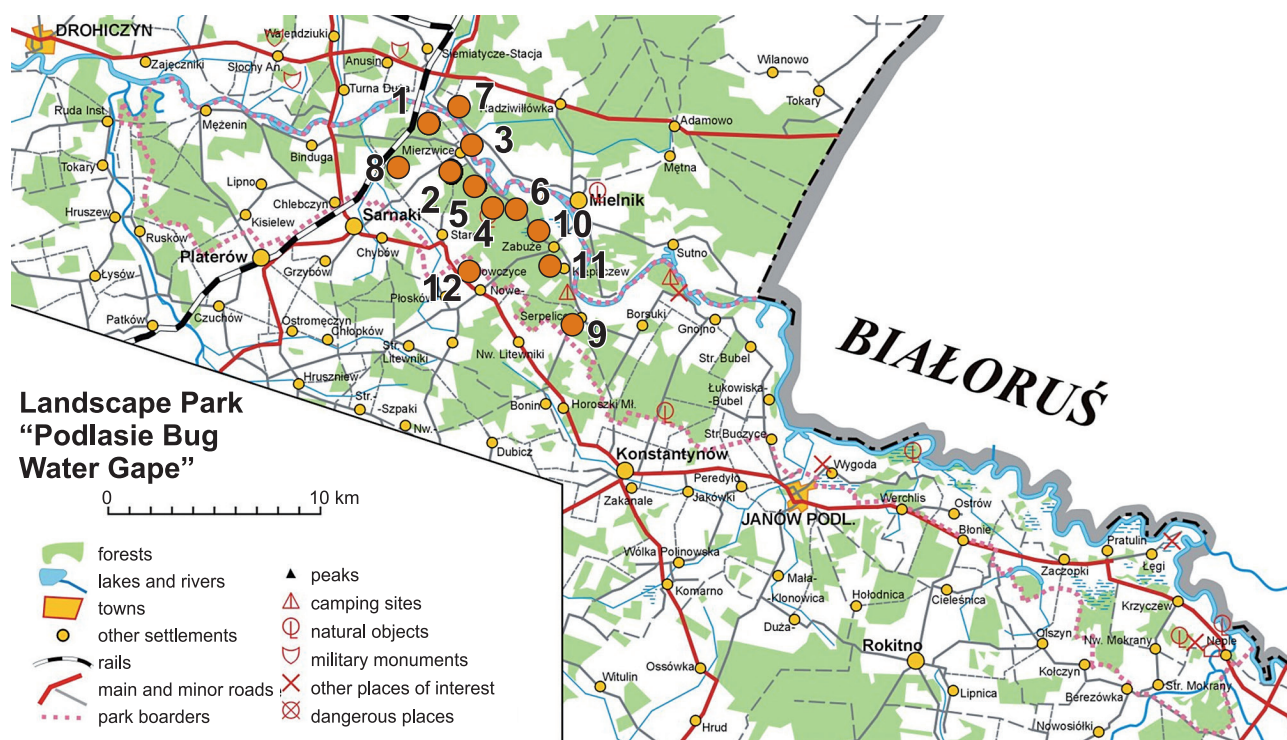 DROHICZYN
Wajendziuki
Zajęczniki
Słochy An.
Anusin
Siemiatycze-Stacja
Wilanowo
Tokary
Turna Duża
Ruda Inst.
Mężenin
1
7
Radziwiłłówka
Adamowo
Binduga
Mierzwice
3
Mętna
Tokary
8
Lipno
Chlebczyn
2
5
4
6
Mielnik
Hruszew
Kisielew
Sarnaki
10
Rusków
Chybów
Zabuże
Sutno
Platerów
Grzybów
11
Łysów
12
Nowe-
Serpelice
9
Borsuki
Gnojno
Patków
Czuchów
Ostromęczyn
Chłopków
Str.
Litewniki
Nw. Litewniki
Str. Bubel
BIAŁORUŚ
Hruszniew
Str.-
-Szpaki
Nw.-
Bonin
Horoszki Mł.
Łukowiska-
-Bubel
Str.Buczyce
Dubicz
Landscape Park
“Podlasie Bug
Water Gape”
0
10 km
Konstantynów
Zakanale
Peredyło
Jakówki
Wygoda
JANÓW PODL.
Werchlis
Ostrów
Błonie
Pratulin
Łęgi
Zaczopki
Wólka Polinowska
Komarno
Mała-
-Klonowica
Duża-
Hołodnica
Cieleśnica
Krzyczew
Olszyn
Nw. Mokrany
Neple
Rokitno
Kołczyn
Ossówka
Witulin
Lipnica
Berezówka
Str. Mokrany
Hrud
Nowosiółki
forests
lakes and rivers
towns
other settlements
rails
main and minor roads
park boarders
peaks
camping sites
natural objects
military monuments
other places of interest
dangerous places